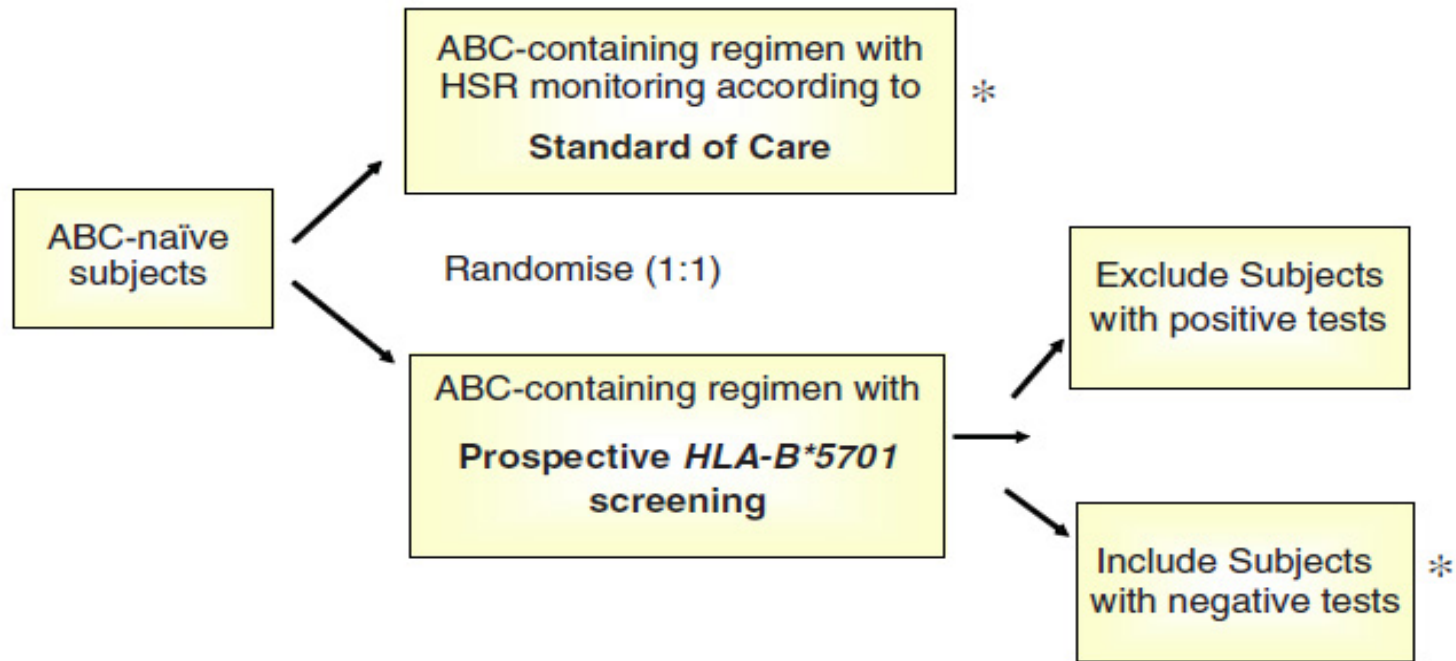 ABC-containing regimen with
HSR monitoring according to
Standard of Care
*
ABC-naïve
subjects
Randomise (1:1)
ABC-containing regimen with
Prospective HLA-B*5701
screening
Exclude Subjects
with positive tests
Include Subjects
with negative tests
*